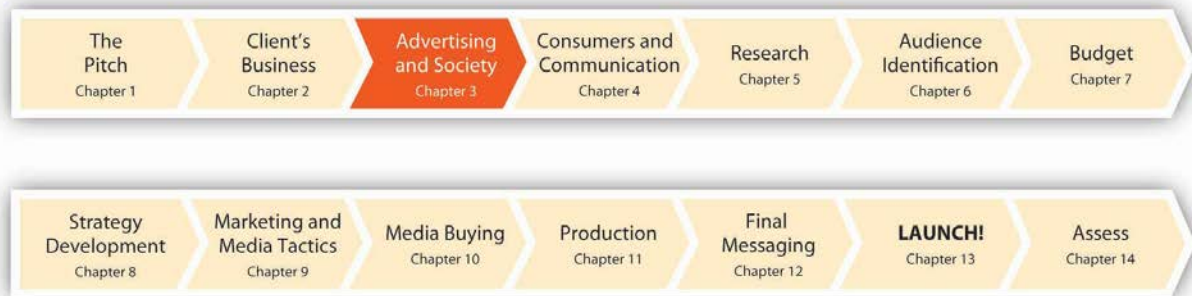 The
Pitch
Chapter 1
Client's
Business
Chapter 2
Advertising
and Society
Chapter 3
Consumers and
Communication
Chapter 4
Research
Chapter 5
Audience
Identification
Chapter 6
Budget
Chapter 7
Strategy
Development
Chapter 8
Marketing and
Media Tactics
Chapter 9
Media Buying
Chapter 10
Production
Chapter 11
Final
Messaging
Chapter 12
LAUNCH!
Chapter 13
Assess
Chapter 14